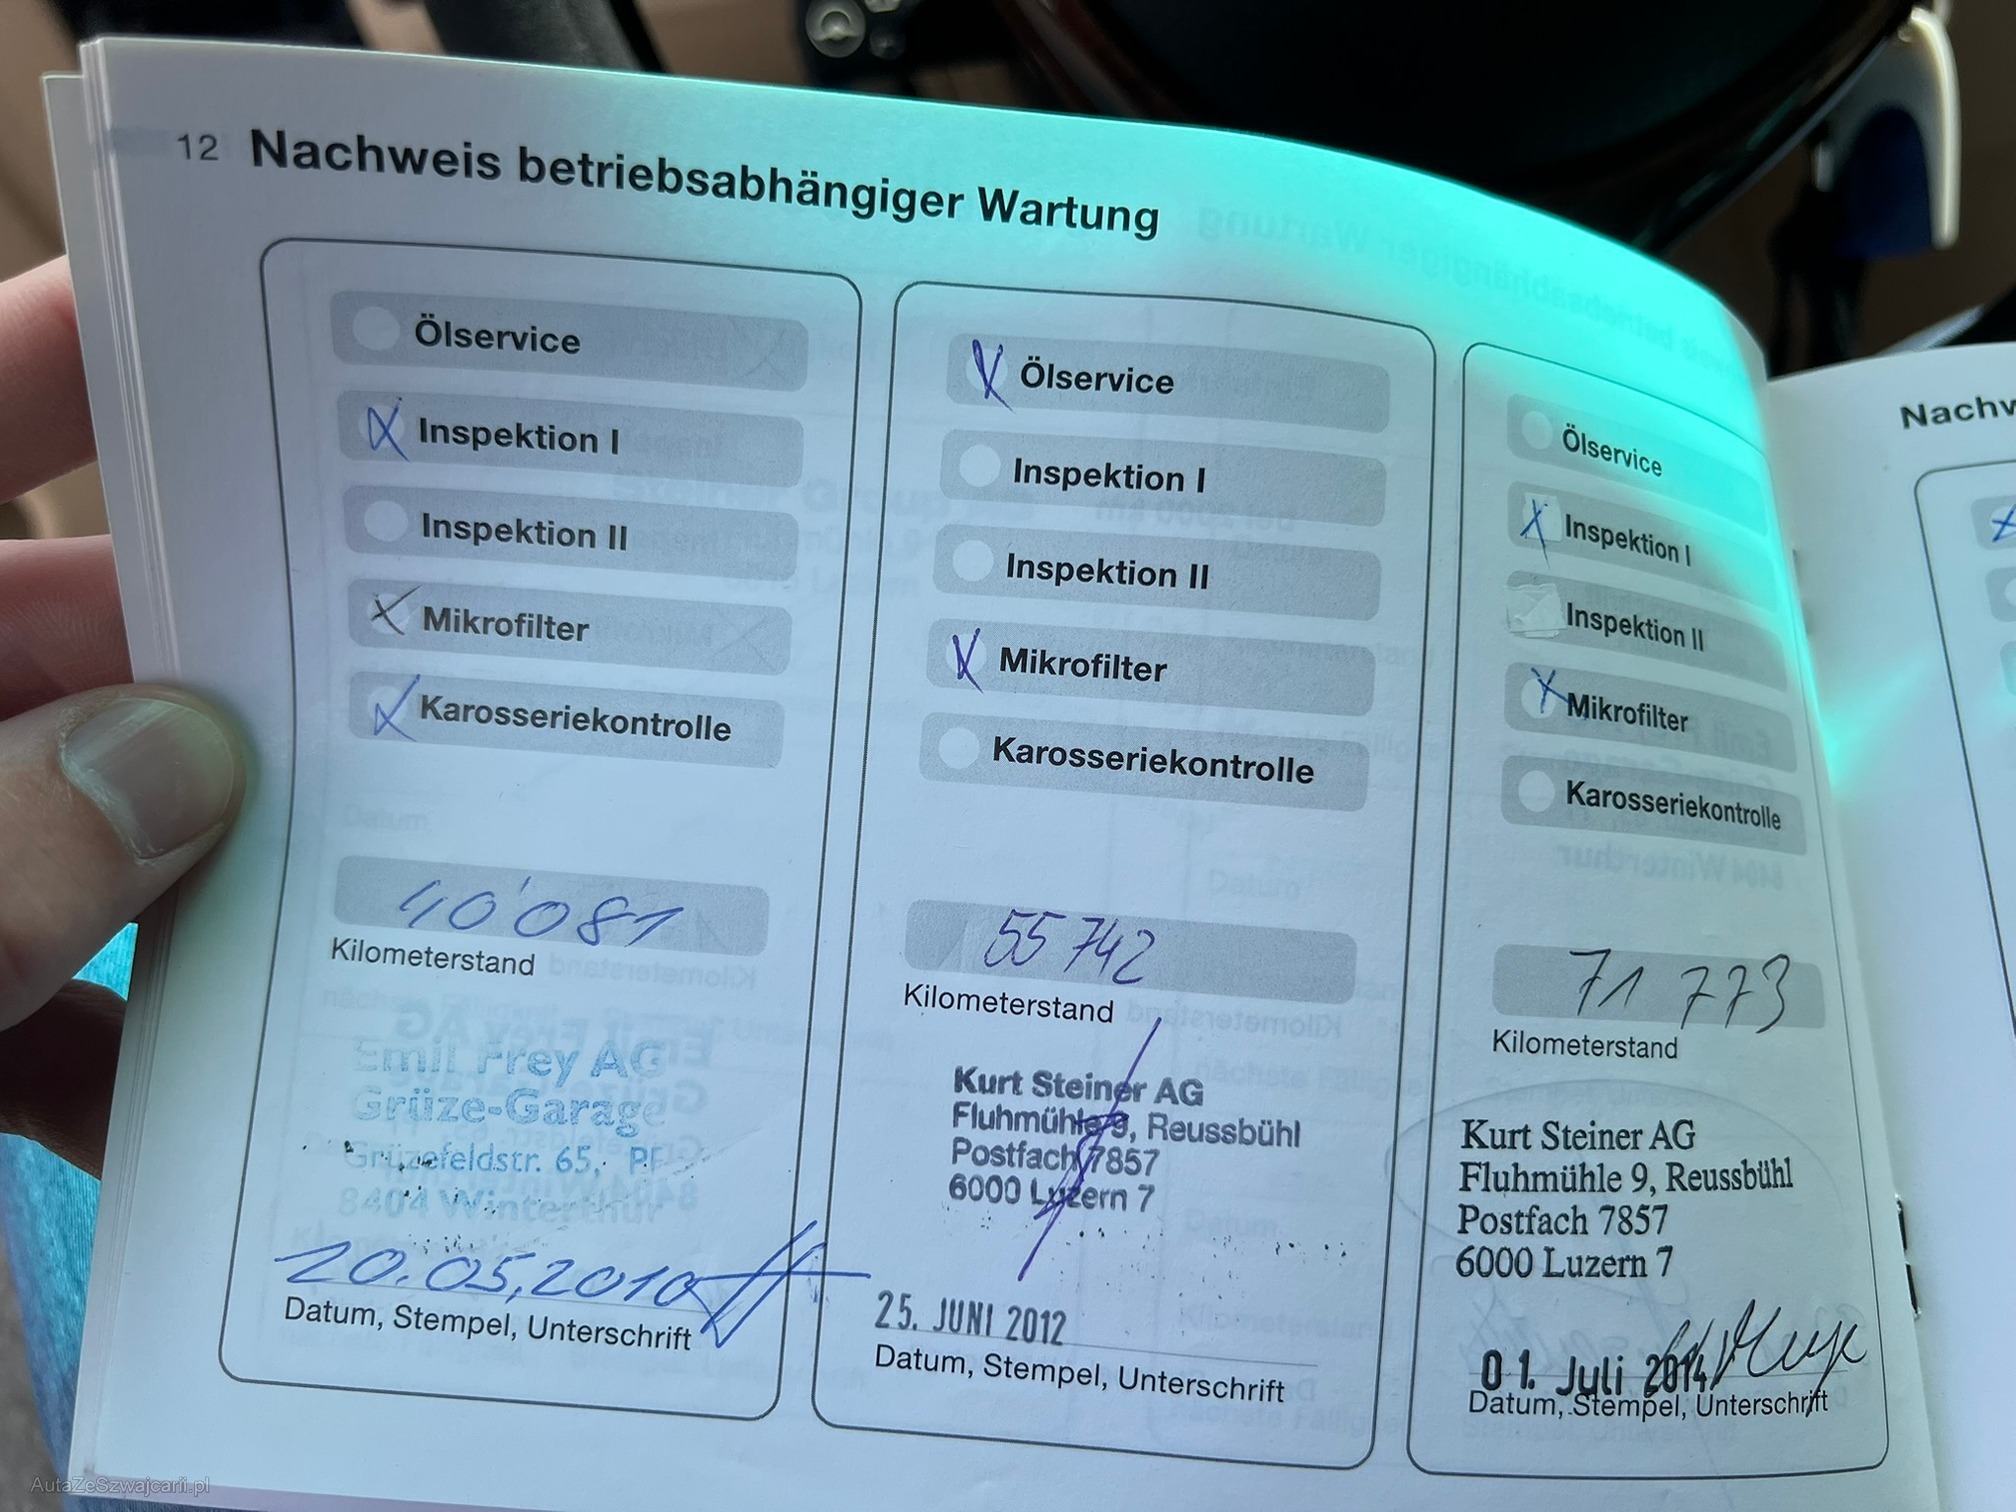 12 Nachweis betriebsabhängiger Wartung
Ölservice
Inspektion I
Inspektion II
Mikrofilter
Karosseriekontrolle
40'081
Kilometerstand
Emil Frey AG
Grüze-Garage
Grüzefeldstr. 65, PF
8404 Winterthur
20.05.2010
Datum, Stempel, Unterschrift
Ölservice
Inspektion I
Inspektion II
Mikrofilter
Karosseriekontrolle
55 742
Kilometerstand
Kurt Steiner AG
Fluhmühle 9, Reussbühl
Postfach 7857
6000 Luzern 7
25. JUNI 2012
Datum, Stempel, Unterschrift
Ölservice
Inspektion I
Inspektion II
Mikrofilter
Karosseriekontrolle
71 773
Kilometerstand
Kurt Steiner AG
Fluhmühle 9, Reussbühl
Postfach 7857
6000 Luzern 7
01. Juli 2014
Datum, Stempel, Unterschrift
Nachw
AutaZeSzwajcarii.pl